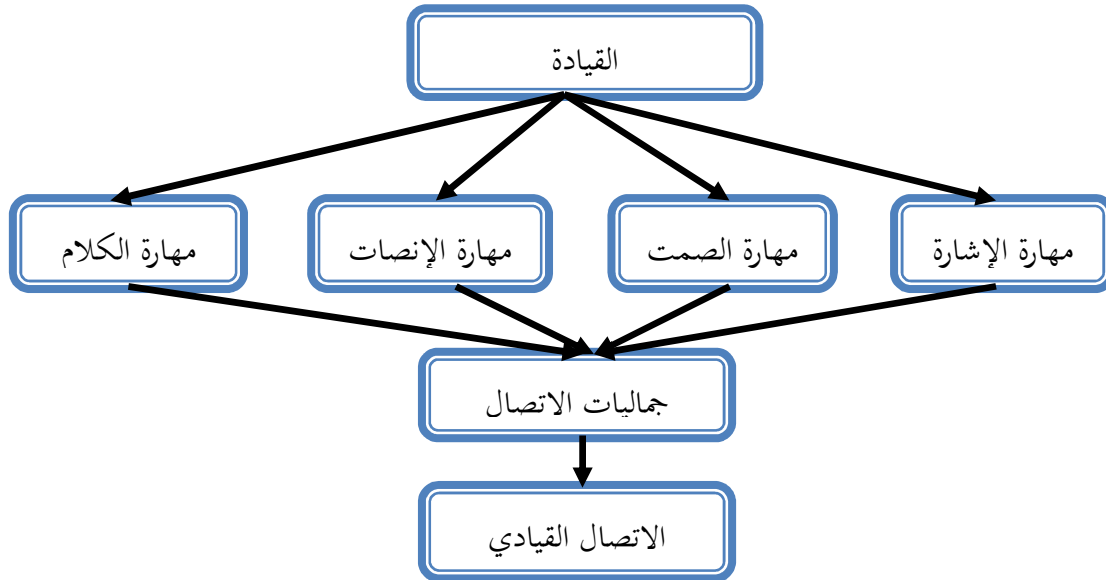 القيادة
مهارة الإشارة
مهارة الصمت
مهارة الإنصات
مهارة الكلام
جماليات الاتصال
الاتصال القيادي